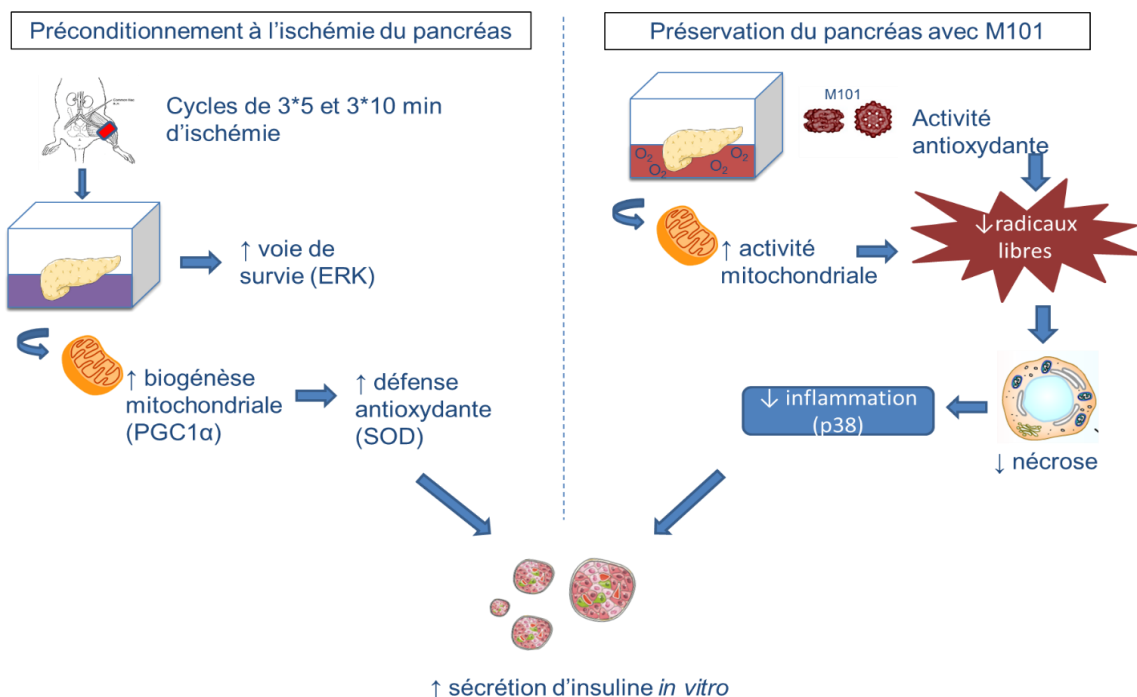 Préconditionnement à l'ischémie du pancréas
Cycles de 3*5 et 3*10 min
d'ischémie
↑ voie de
survie (ERK)
↑ biogénèse
mitochondriale
(PGC1α)
↑ défense
antioxydante
(SOD)
Préservation du pancréas avec M101
M101
Activité
antioxydante
O2
O2
O2
O2
↑ activité
mitochondriale
↓radicaux
libres
↓ inflammation
(p38)
↓ nécrose
↑ sécrétion d'insuline in vitro